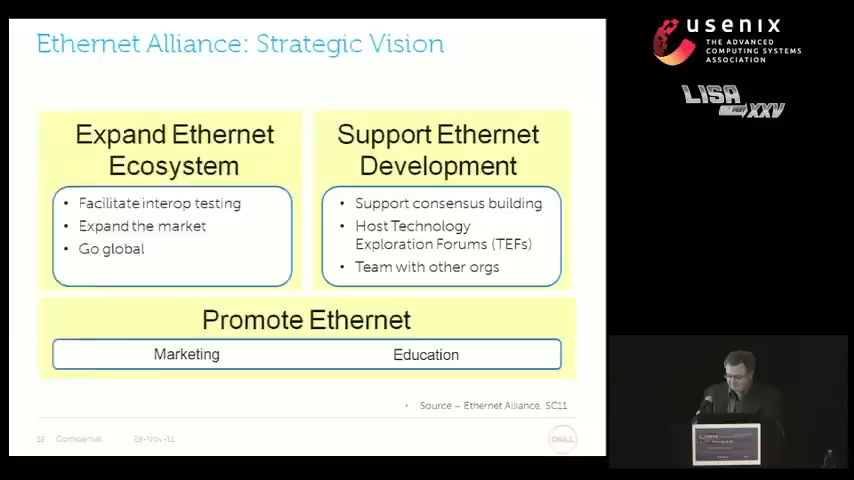 Ethernet Alliance: Strategic Vision
Expand Ethernet
Ecosystem
• Facilitate interop testing
• Expand the market
• Go global
Support Ethernet
Development
• Support consensus building
• Host Technology
Exploration Forums (TEFs)
• Team with other orgs
Promote Ethernet
Marketing
Education
• Source – Ethernet Alliance, SC11
Confidential
DELL
usenix
THE ADVANCED
COMPUTING SYSTEMS
ASSOCIATION
LISA
XXV